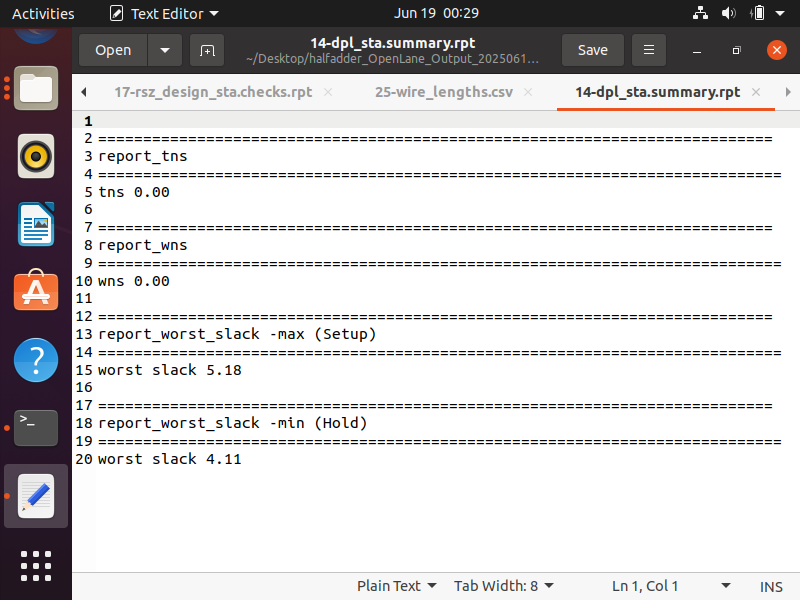 Activities
Text Editor
Jun 19 00:29
Open
14-dpl_sta.summary.rpt
~/Desktop/halfadder_OpenLane_Output_2025061...
Save
17-rsz_design_sta.checks.rpt
25-wire_lengths.csv
14-dpl_sta.summary.rpt
1
2 ===========================================================================
3 report_tns
4 ============================================================================
5 tns 0.00
6
7 ===========================================================================
8 report_wns
9 ============================================================================
10 wns 0.00
11
12 ===========================================================================
13 report_worst_slack -max (Setup)
14 ============================================================================
15 worst slack 5.18
16
17 ===========================================================================
18 report_worst_slack -min (Hold)
19 ============================================================================
20 worst slack 4.11
Plain Text
Tab Width: 8
Ln 1, Col 1
INS